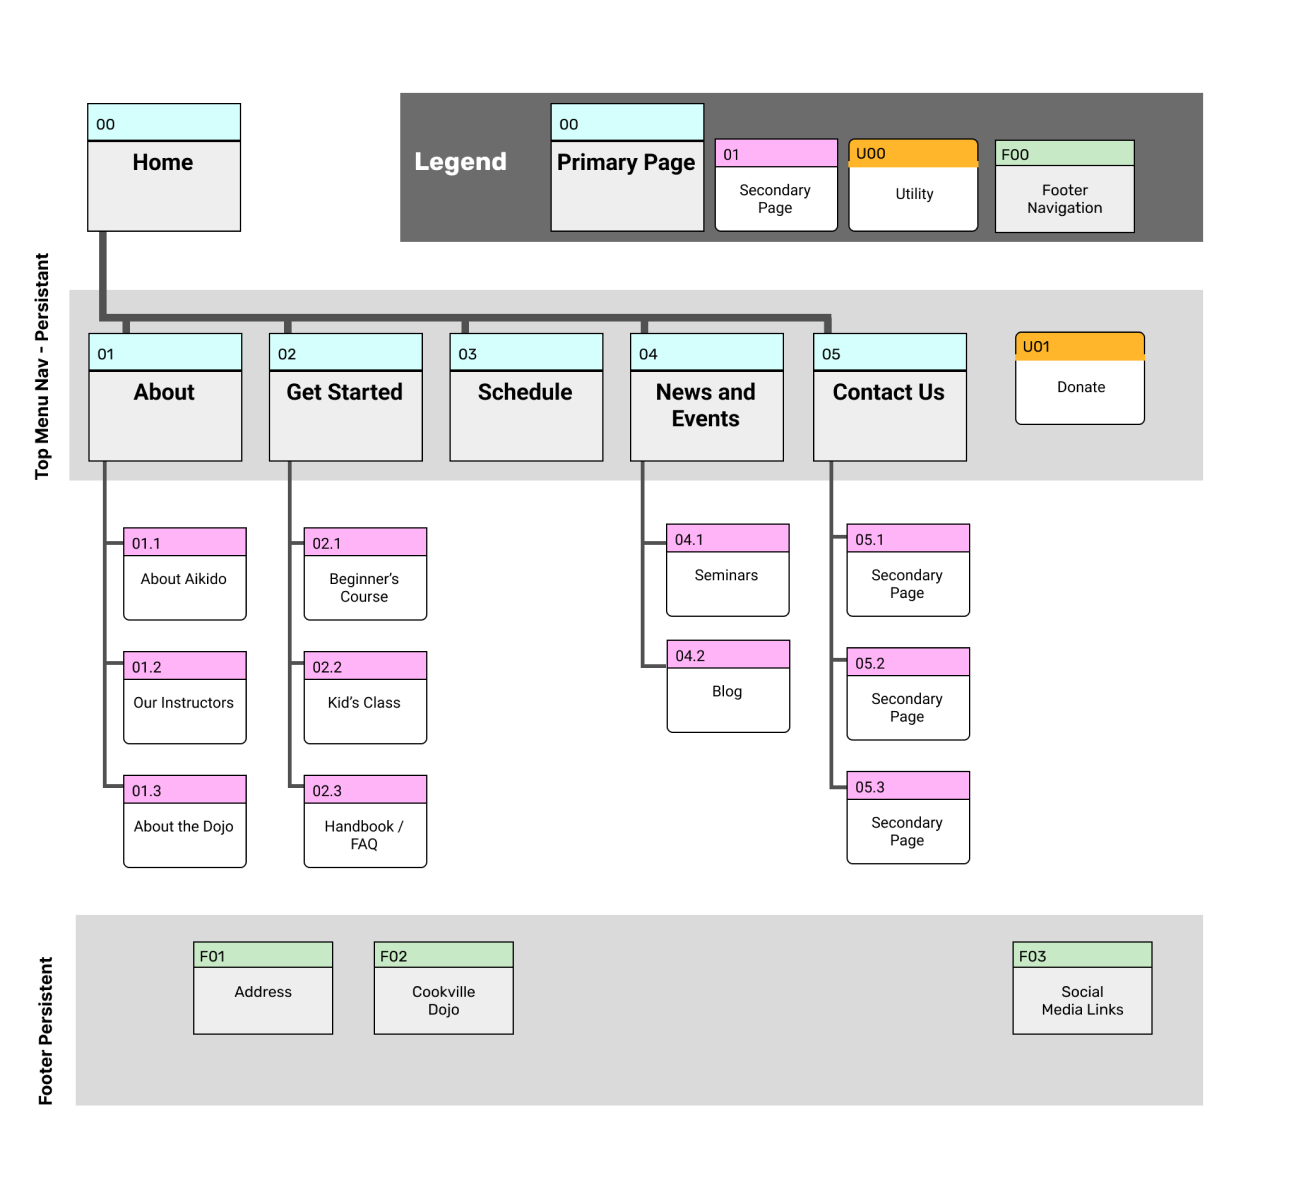 00
Home
Legend
00
Primary Page
01
Secondary
Page
U00
Utility
F00
Footer
Navigation
Top Menu Nav - Persistant
01
About
02
Get Started
03
Schedule
04
News and
Events
05
Contact Us
U01
Donate
01.1
About Aikido
01.2
Our Instructors
01.3
About the Dojo
02.1
Beginner’s
Course
02.2
Kid’s Class
02.3
Handbook /
FAQ
04.1
Seminars
04.2
Blog
05.1
Secondary
Page
05.2
Secondary
Page
05.3
Secondary
Page
Footer Persistent
F01
Address
F02
Cookville
Dojo
F03
Social
Media Links